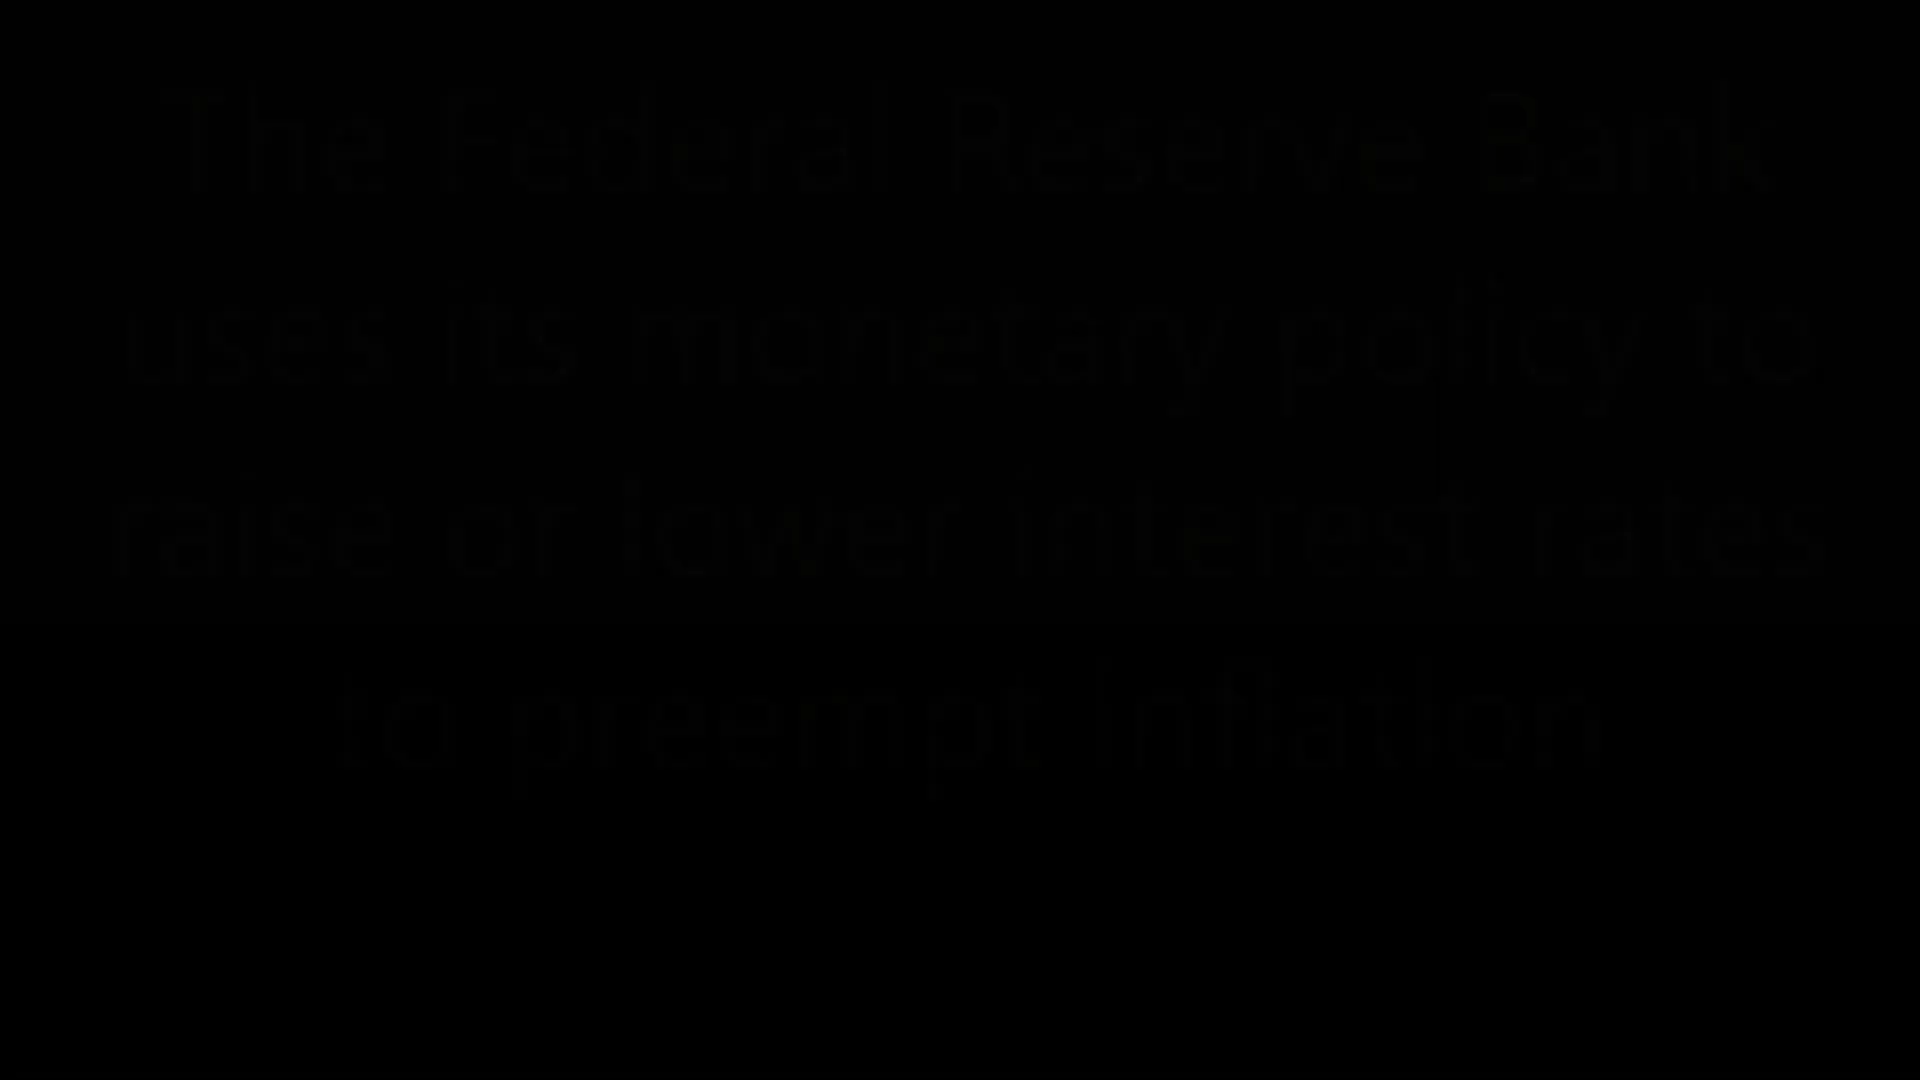 The Federal Reserve Bank
uses its monetary policy to
raise or lower interest rates
to preempt inflation